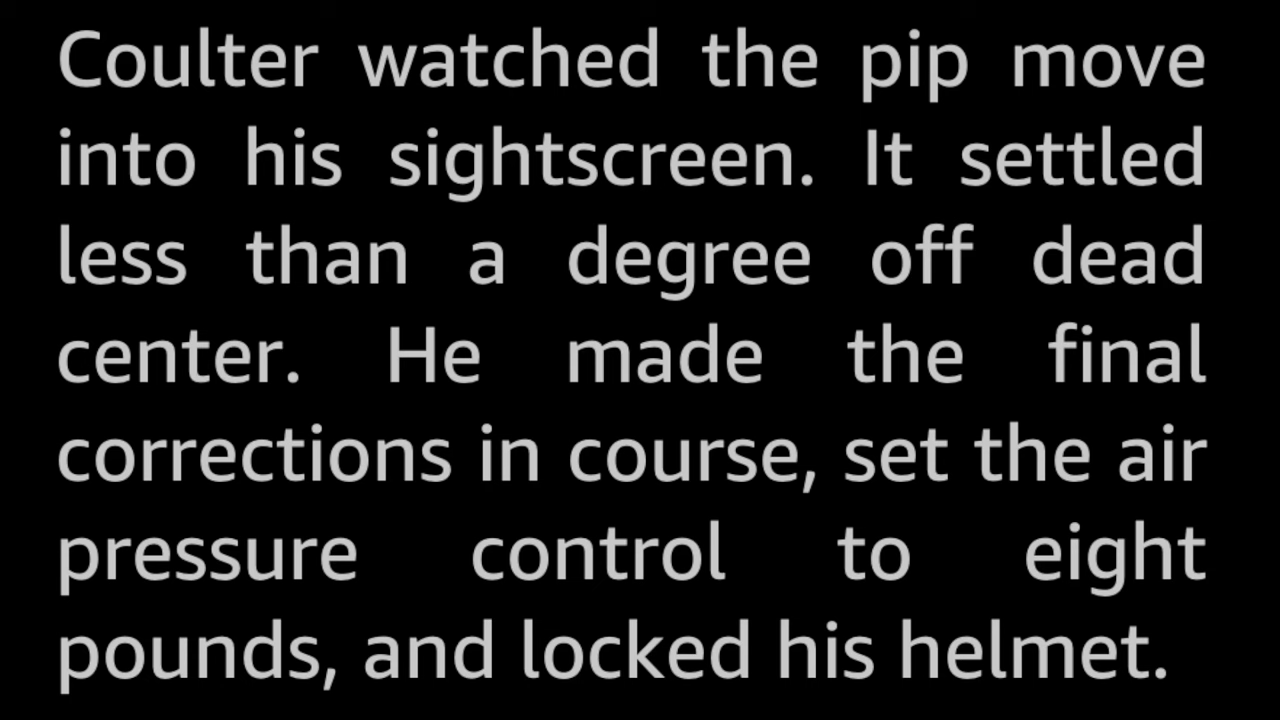 Coulter watched the pip move
into his sightscreen. It settled
less than a degree off dead
center. He made the final
corrections in course, set the air
pressure control to eight
pounds, and locked his helmet.